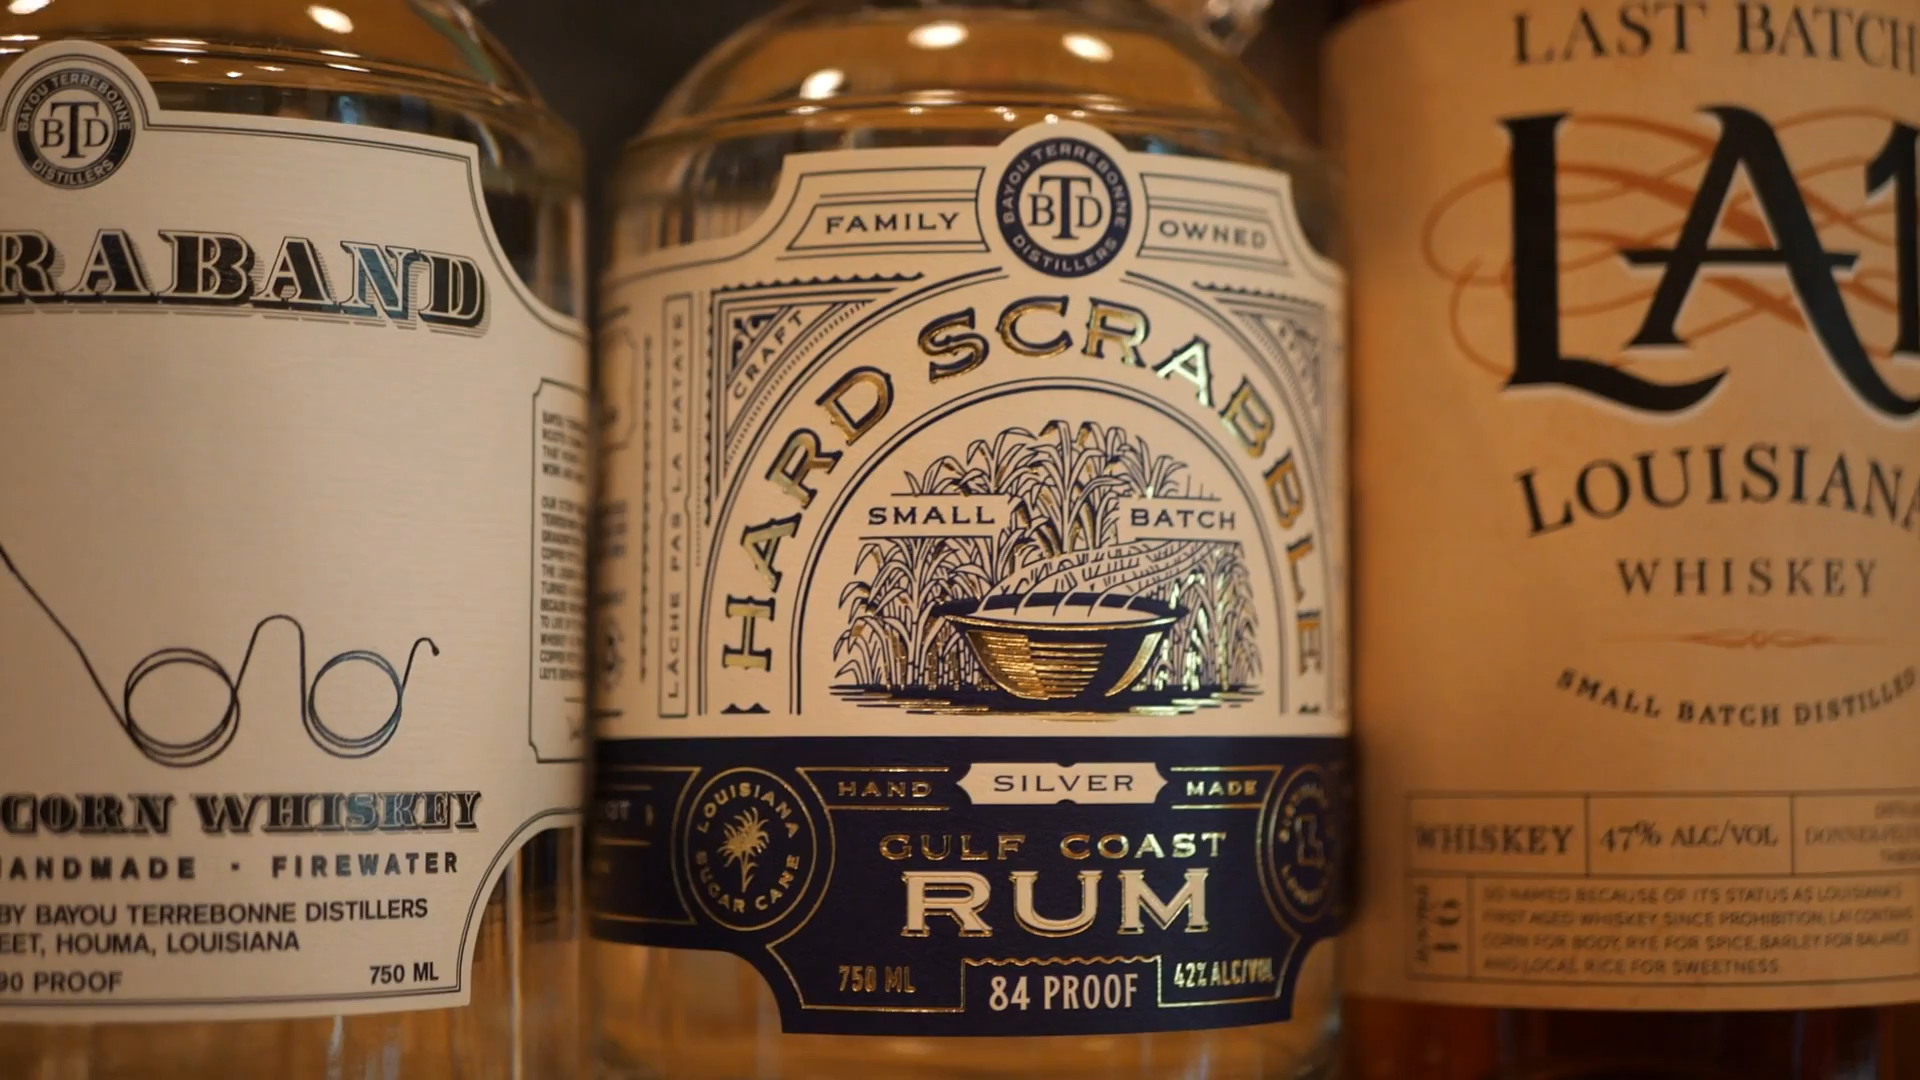 BAYOU TERREBONNE
BTD
DISTILLERS
RABAND
CORN WHISKEY
HANDMADE · FIREWATER
BY BAYOU TERREBONNE DISTILLERS
EET, HOUMA, LOUISIANA
90 PROOF
750 ML
BAYOU TERREBONNE
BTD
DISTILLERS
FAMILY OWNED
CRAFT
LÂCHE PAS LA PATATE
HARD SCRABBLE
SMALL BATCH
HAND SILVER MADE
LOUISIANA
SUGAR CANE
GULF COAST
RUM
750 ML
84 PROOF
42% ALC/VOL
LAST BATCH
LA1
LOUISIANA
WHISKEY
SMALL BATCH DISTILLED
WHISKEY
47% ALC/VOL
SO NAMED BECAUSE OF ITS STATUS AS LOUISIANA'S
FIRST AGED WHISKEY SINCE PROHIBITION, LA1 CONTAINS
CORN FOR BODY, RYE FOR SPICE, BARLEY FOR BALANCE
AND LOCAL RICE FOR SWEETNESS.